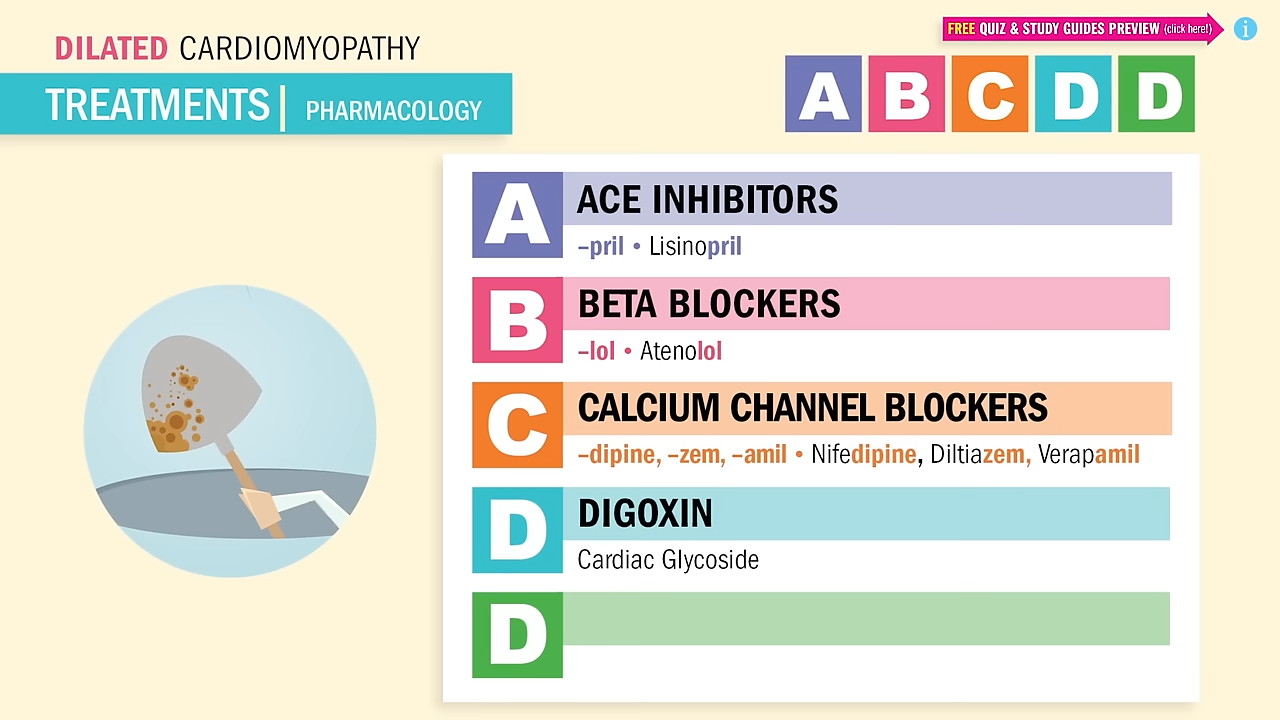 FREE QUIZ & STUDY GUIDES PREVIEW (click here!) i
DILATED CARDIOMYOPATHY
TREATMENTS | PHARMACOLOGY
A B C D D
A ACE INHIBITORS
–pril • Lisinopril
B BETA BLOCKERS
–lol • Atenolol
C CALCIUM CHANNEL BLOCKERS
–dipine, –zem, –amil • Nifedipine, Diltiazem, Verapamil
D DIGOXIN
Cardiac Glycoside
D